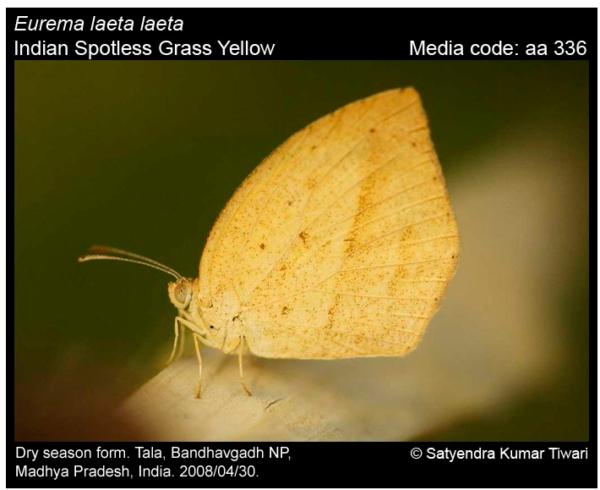 Eurema laeta laeta
Indian Spotless Grass Yellow Media code: aa 336
Dry season form. Tala, Bandhavgadh NP,
Madhya Pradesh, India. 2008/04/30.
© Satyendra Kumar Tiwari